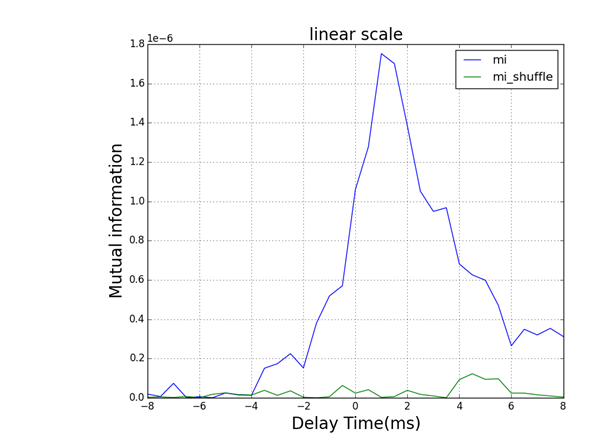 linear scale
1e−6
mi
mi_shuffle
1.8
1.6
1.4
1.2
1.0
0.8
0.6
0.4
0.2
0.0
Mutual information
−8 −6 −4 −2 0 2 4 6 8
Delay Time(ms)